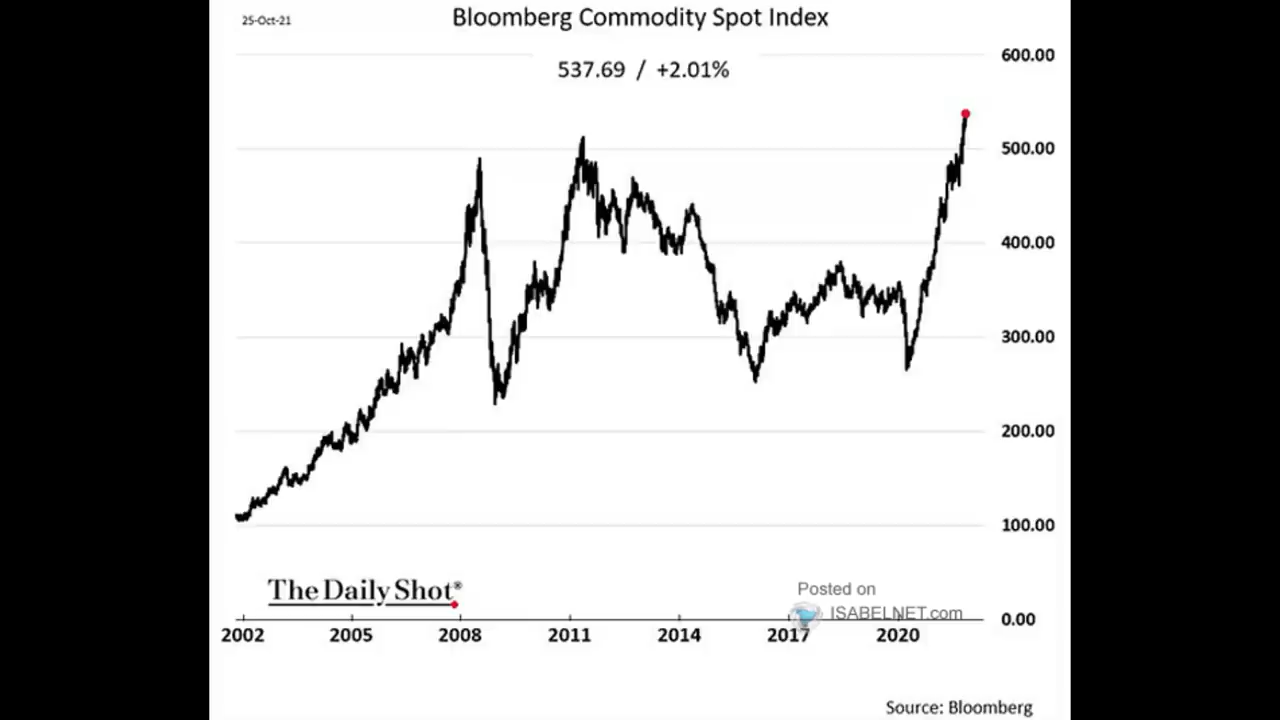 25-Oct-21
Bloomberg Commodity Spot Index
537.69 / +2.01%
600.00
500.00
400.00
300.00
200.00
100.00
0.00
The Daily Shot®
Posted on
ISABELNET.com
2002 2005 2008 2011 2014 2017 2020
Source: Bloomberg